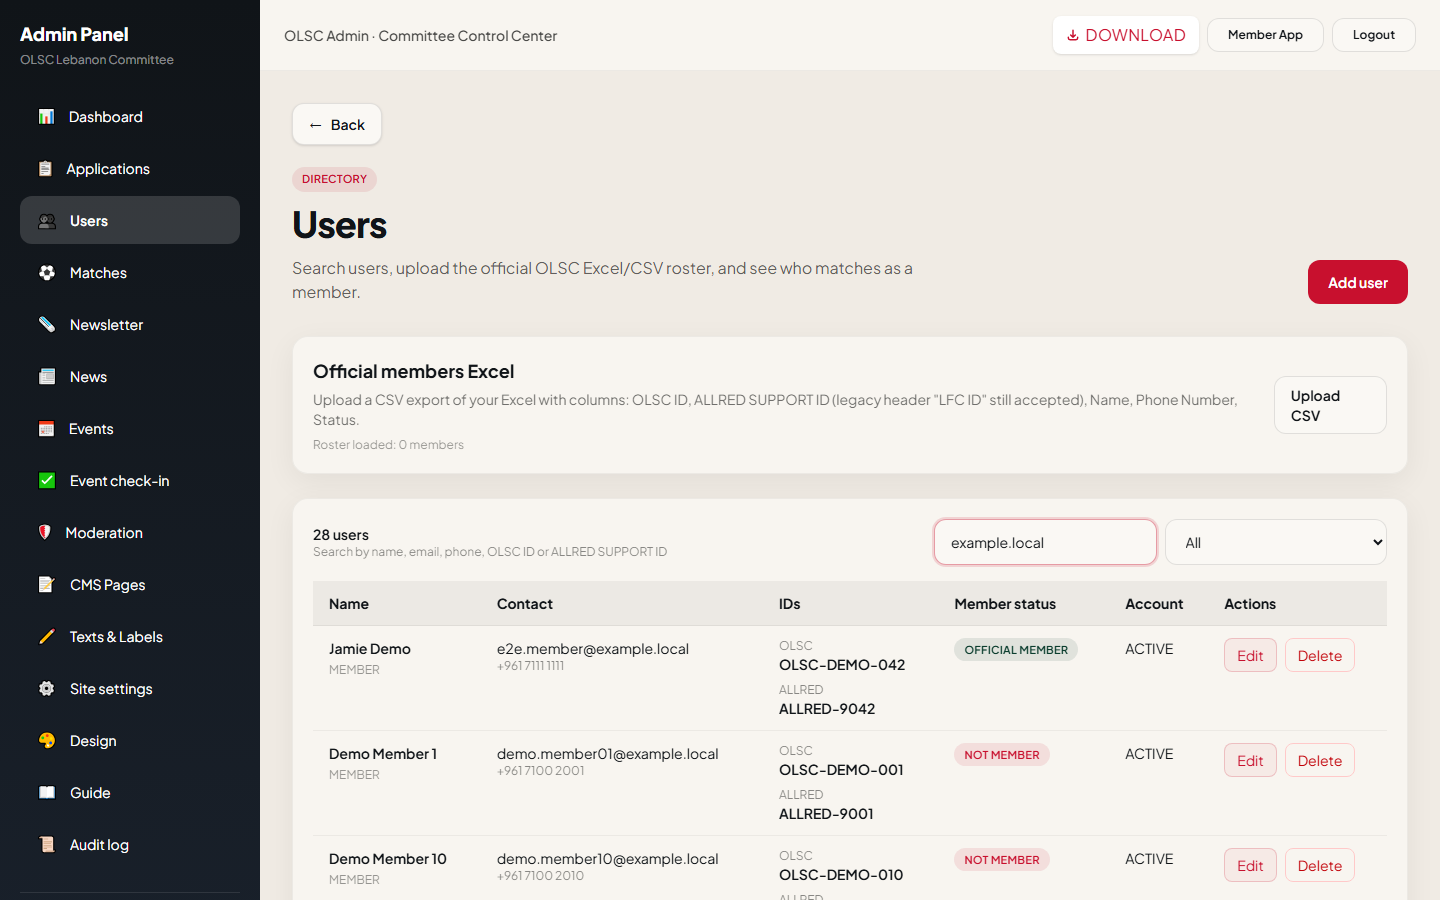 Admin Panel
OLSC Lebanon Committee
Dashboard
Applications
Users
Matches
Newsletter
News
Events
Event check-in
Moderation
CMS Pages
Texts & Labels
Site settings
Design
Guide
Audit log
OLSC Admin · Committee Control Center
DOWNLOAD
Member App
Logout
← Back
DIRECTORY
Users
Search users, upload the official OLSC Excel/CSV roster, and see who matches as a
member.
Add user
Official members Excel
Upload a CSV export of your Excel with columns: OLSC ID, ALLRED SUPPORT ID (legacy header "LFC ID" still accepted), Name, Phone Number,
Status.
Roster loaded: 0 members
Upload
CSV
28 users
Search by name, email, phone, OLSC ID or ALLRED SUPPORT ID
example.local
All
Name Contact IDs Member status Account Actions
Jamie Demo
MEMBER
e2e.member@example.local
+961 7111 1111
OLSC
OLSC-DEMO-042
ALLRED
ALLRED-9042
OFFICIAL MEMBER
ACTIVE
Edit
Delete
Demo Member 1
MEMBER
demo.member01@example.local
+961 7100 2001
OLSC
OLSC-DEMO-001
ALLRED
ALLRED-9001
NOT MEMBER
ACTIVE
Edit
Delete
Demo Member 10
MEMBER
demo.member10@example.local
+961 7100 2010
OLSC
OLSC-DEMO-010
ALLRED
NOT MEMBER
ACTIVE
Edit
Delete